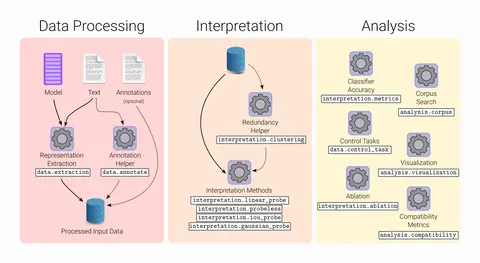 Data Processing
Model
Text
Annotations
(optional)
Representation
Extraction
data.extraction
Annotation
Helper
data.annotate
Processed Input Data
Interpretation
Redundancy
Helper
interpretation.clustering
Interpretation Methods
interpretation.linear_probe
interpretation.probeless
interpretation.iou_probe
interpretation.gaussian_probe
Analysis
Classifier
Accuracy
interpretation.metrics
Corpus
Search
analysis.corpus
Control Tasks
data.control_task
Visualization
analysis.visualization
Ablation
interpretation.ablation
Compatibility
Metrics
analysis.compatibility